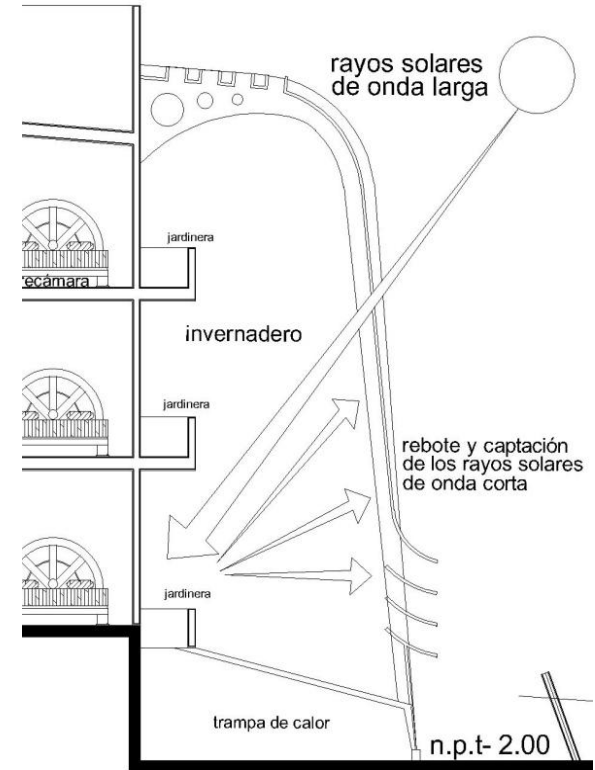 rayos solares
de onda larga
jardinera
recámara
invernadero
jardinera
rebote y captación
de los rayos solares
de onda corta
jardinera
trampa de calor
n.p.t- 2.00